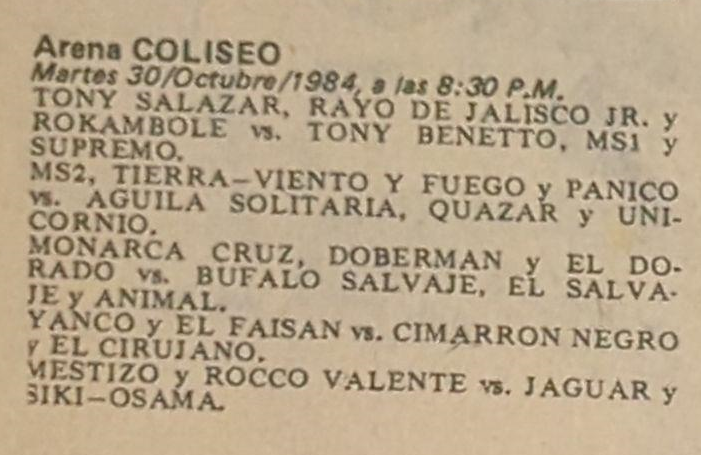 Arena COLISEO
Martes 30/Octubre/1984, a las 8:30 P.M.
TONY SALAZAR, RAYO DE JALISCO JR. y
ROKAMBOLE vs. TONY BENETTO, MS1 y
SUPREMO.
MS2, TIERRA-VIENTO Y FUEGO y PANICO
vs. AGUILA SOLITARIA, QUAZAR y UNI-
CORNIO.
MONARCA CRUZ, DOBERMAN y EL DO-
RADO vs. BUFALO SALVAJE, EL SALVA-
JE y ANIMAL.
YANCO y EL FAISAN vs. CIMARRON NEGRO
y EL CIRUJANO.
MESTIZO y ROCCO VALENTE vs. JAGUAR y
SIKI-OSAMA.